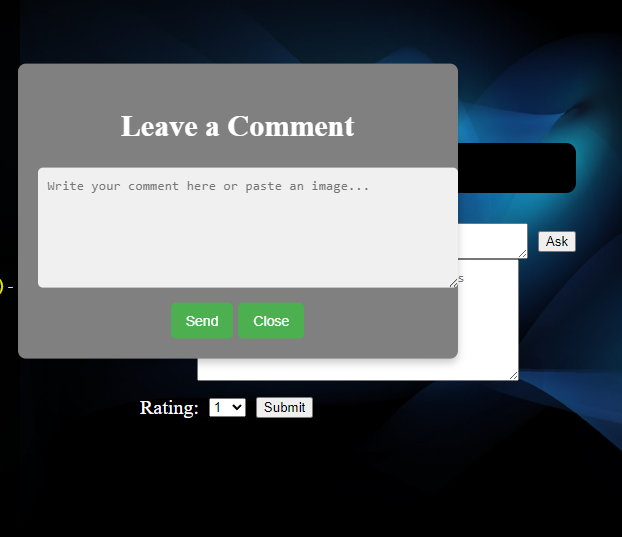 Leave a Comment
Write your comment here or paste an image...
Ask
s
Send Close
Rating: 1 Submit